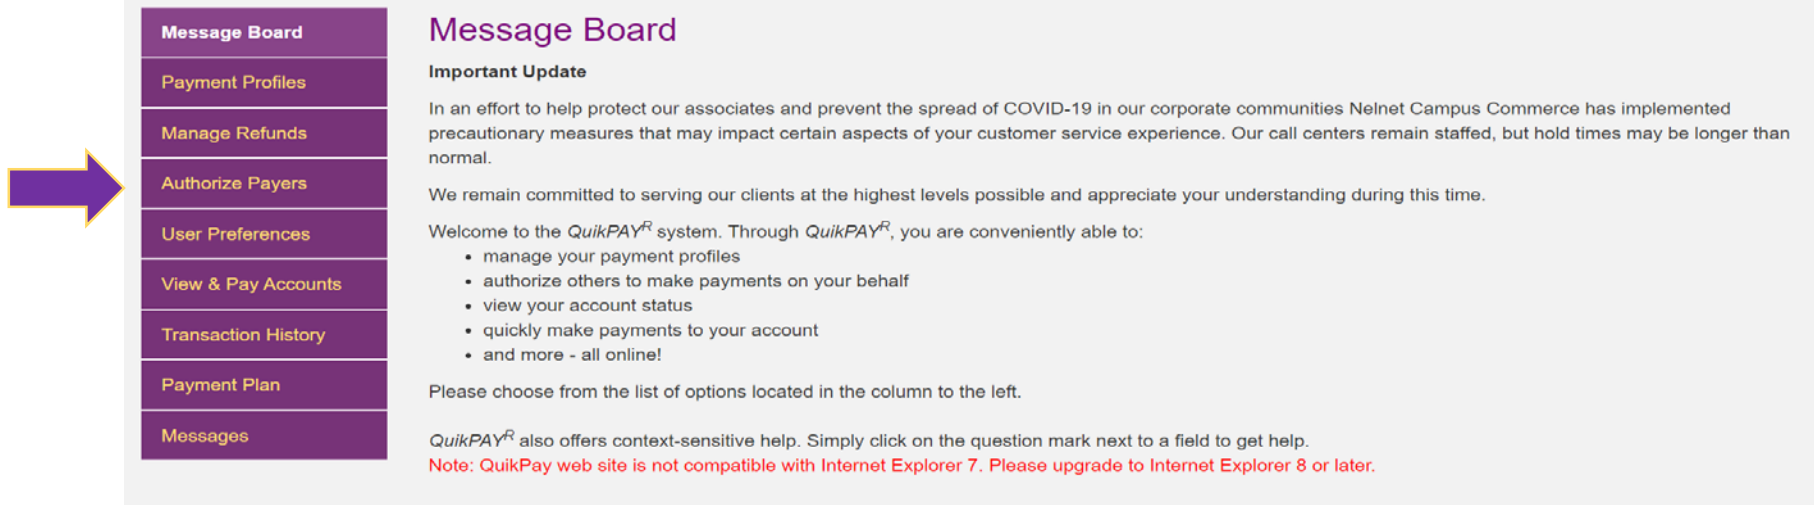 Message Board
Payment Profiles
Manage Refunds
Authorize Payers
User Preferences
View & Pay Accounts
Transaction History
Payment Plan
Messages
Message Board
Important Update
In an effort to help protect our associates and prevent the spread of COVID-19 in our corporate communities Nelnet Campus Commerce has implemented
precautionary measures that may impact certain aspects of your customer service experience. Our call centers remain staffed, but hold times may be longer than
normal.
We remain committed to serving our clients at the highest levels possible and appreciate your understanding during this time.
Welcome to the QuikPAYR system. Through QuikPAYR, you are conveniently able to:
• manage your payment profiles
• authorize others to make payments on your behalf
• view your account status
• quickly make payments to your account
• and more - all online!
Please choose from the list of options located in the column to the left.
QuikPAYR also offers context-sensitive help. Simply click on the question mark next to a field to get help.
Note: QuikPay web site is not compatible with Internet Explorer 7. Please upgrade to Internet Explorer 8 or later.